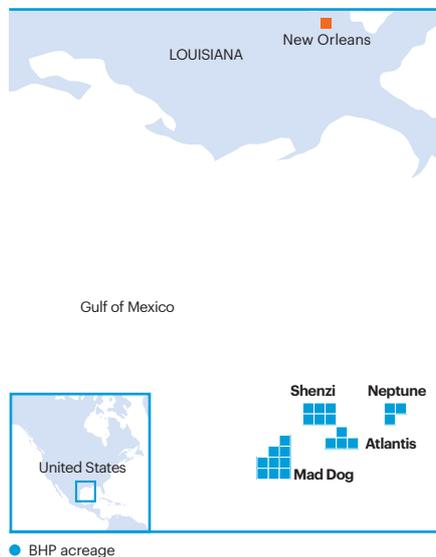 New Orleans
LOUISIANA
Gulf of Mexico
Shenzi
Neptune
Atlantis
Mad Dog
United States
BHP acreage